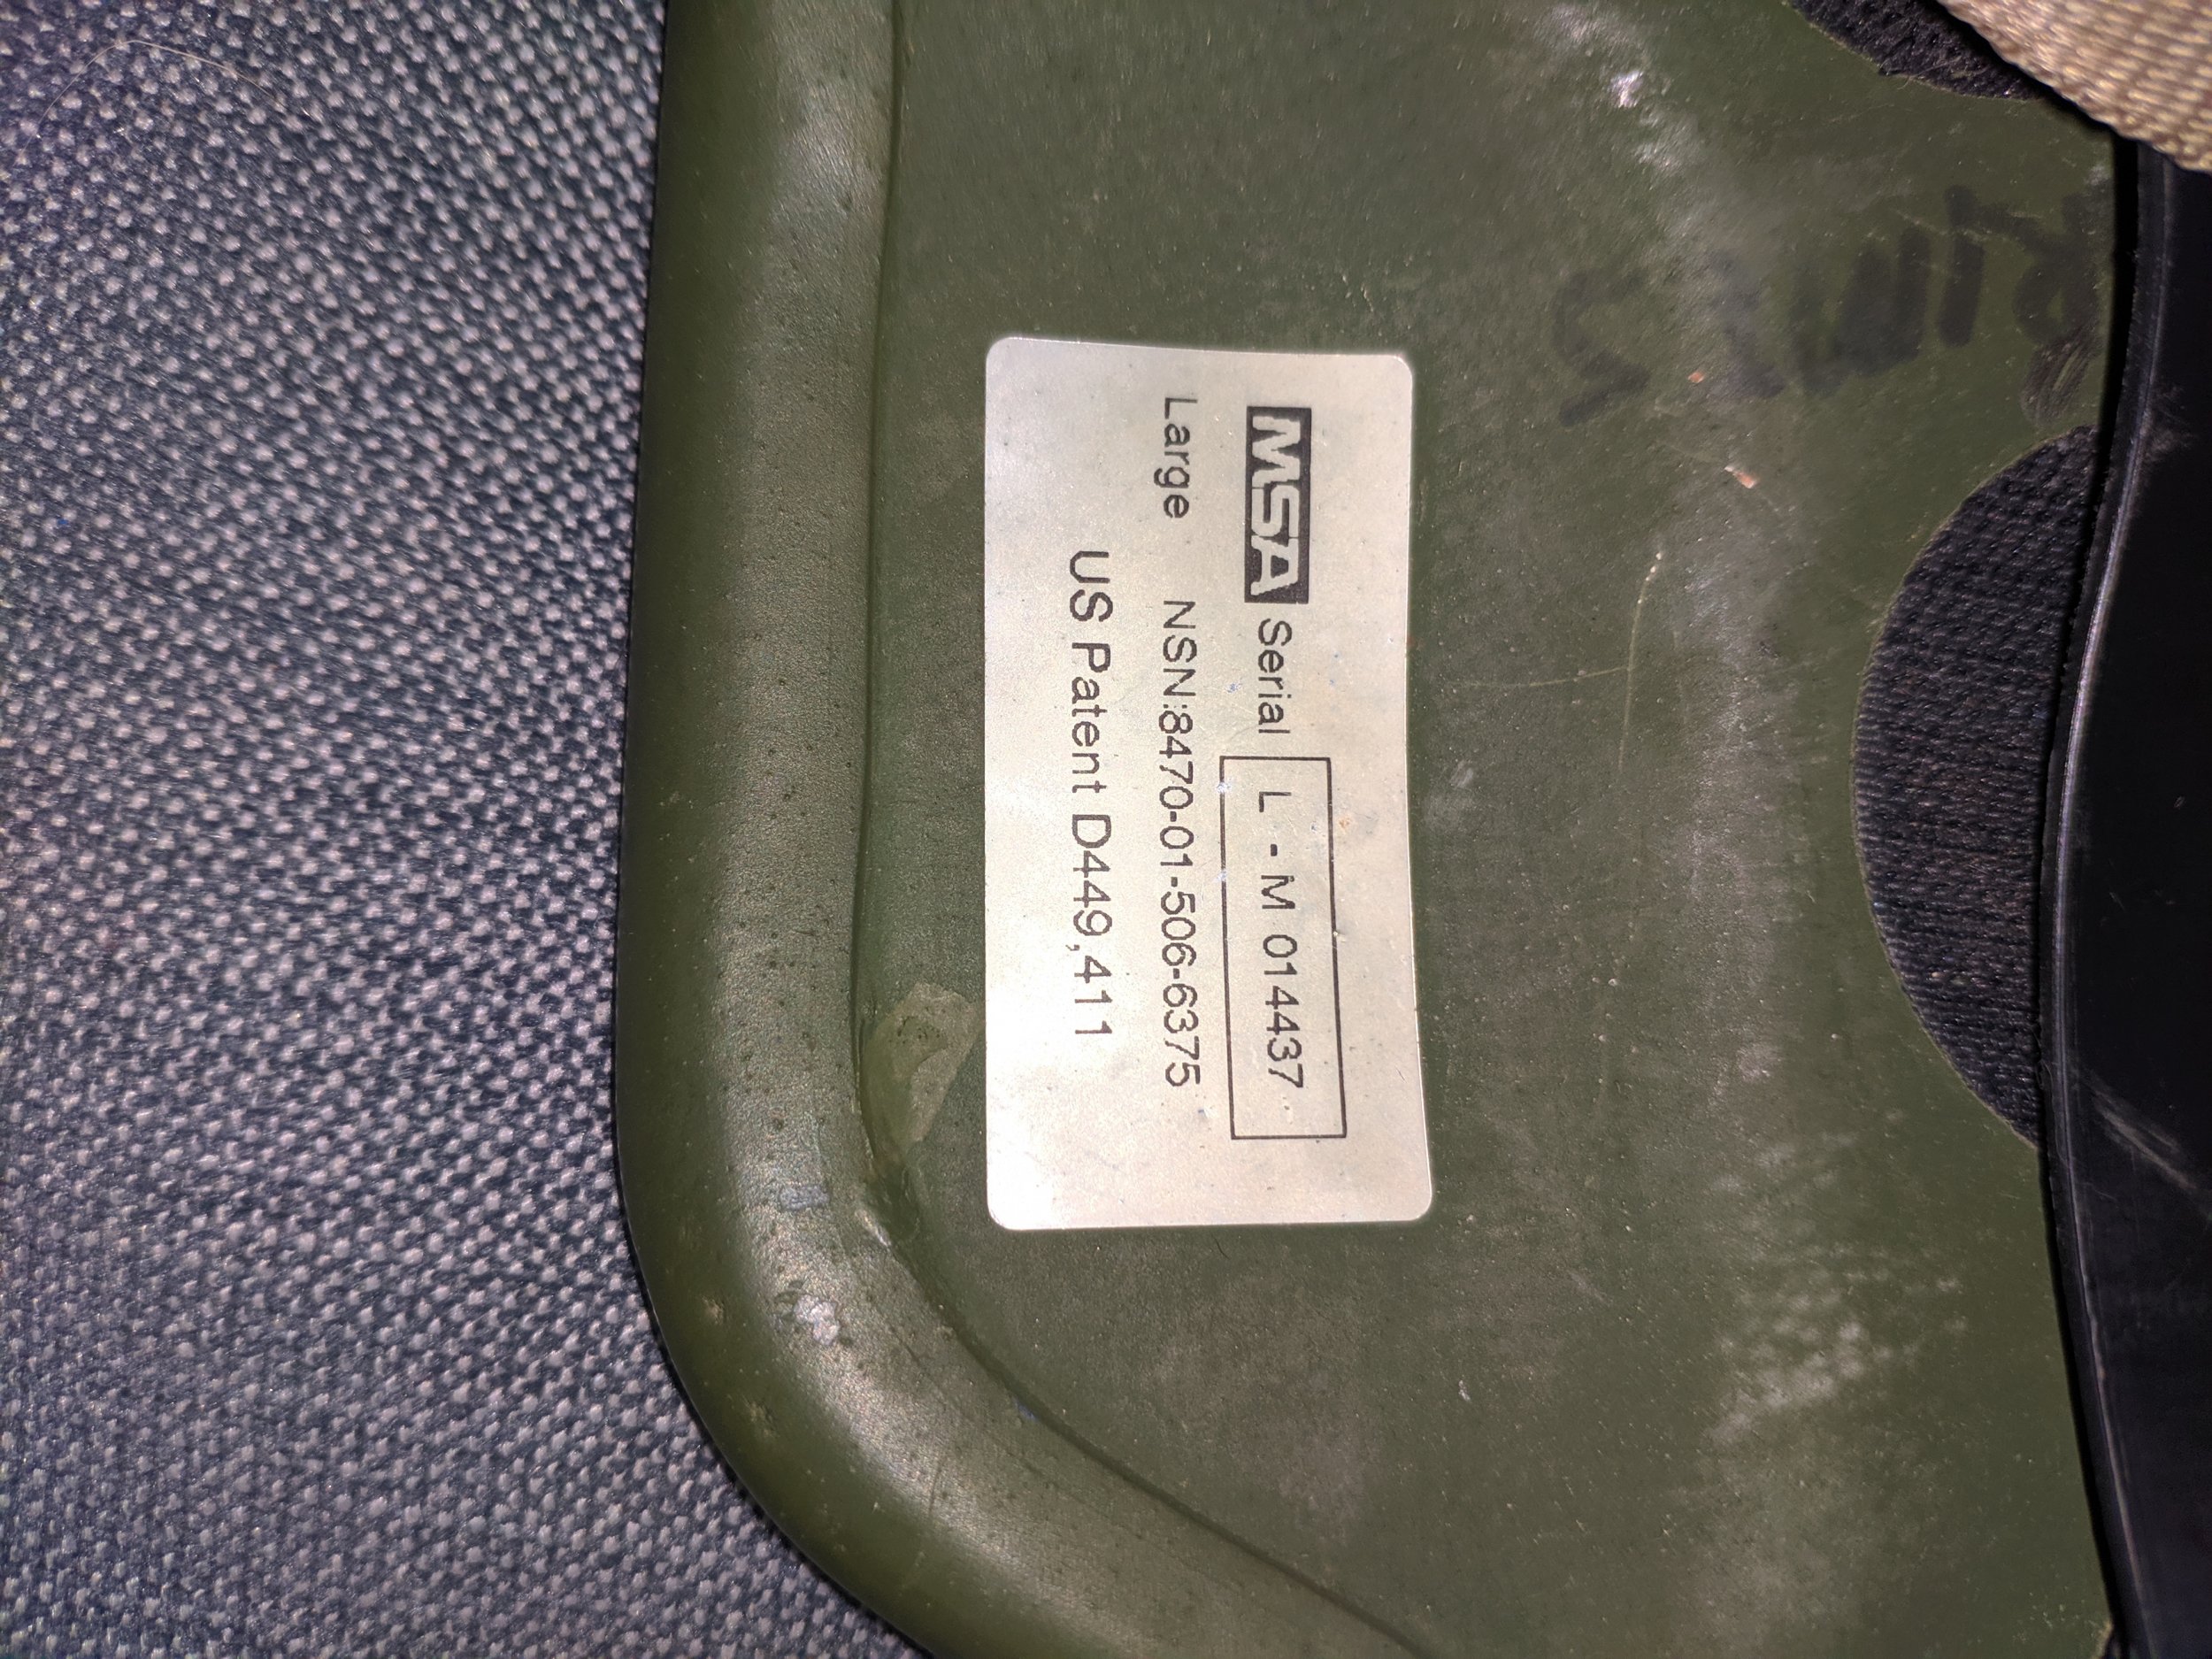 MSA Serial L - M 014437
Large NSN:8470-01-506-6375
US Patent D449,411